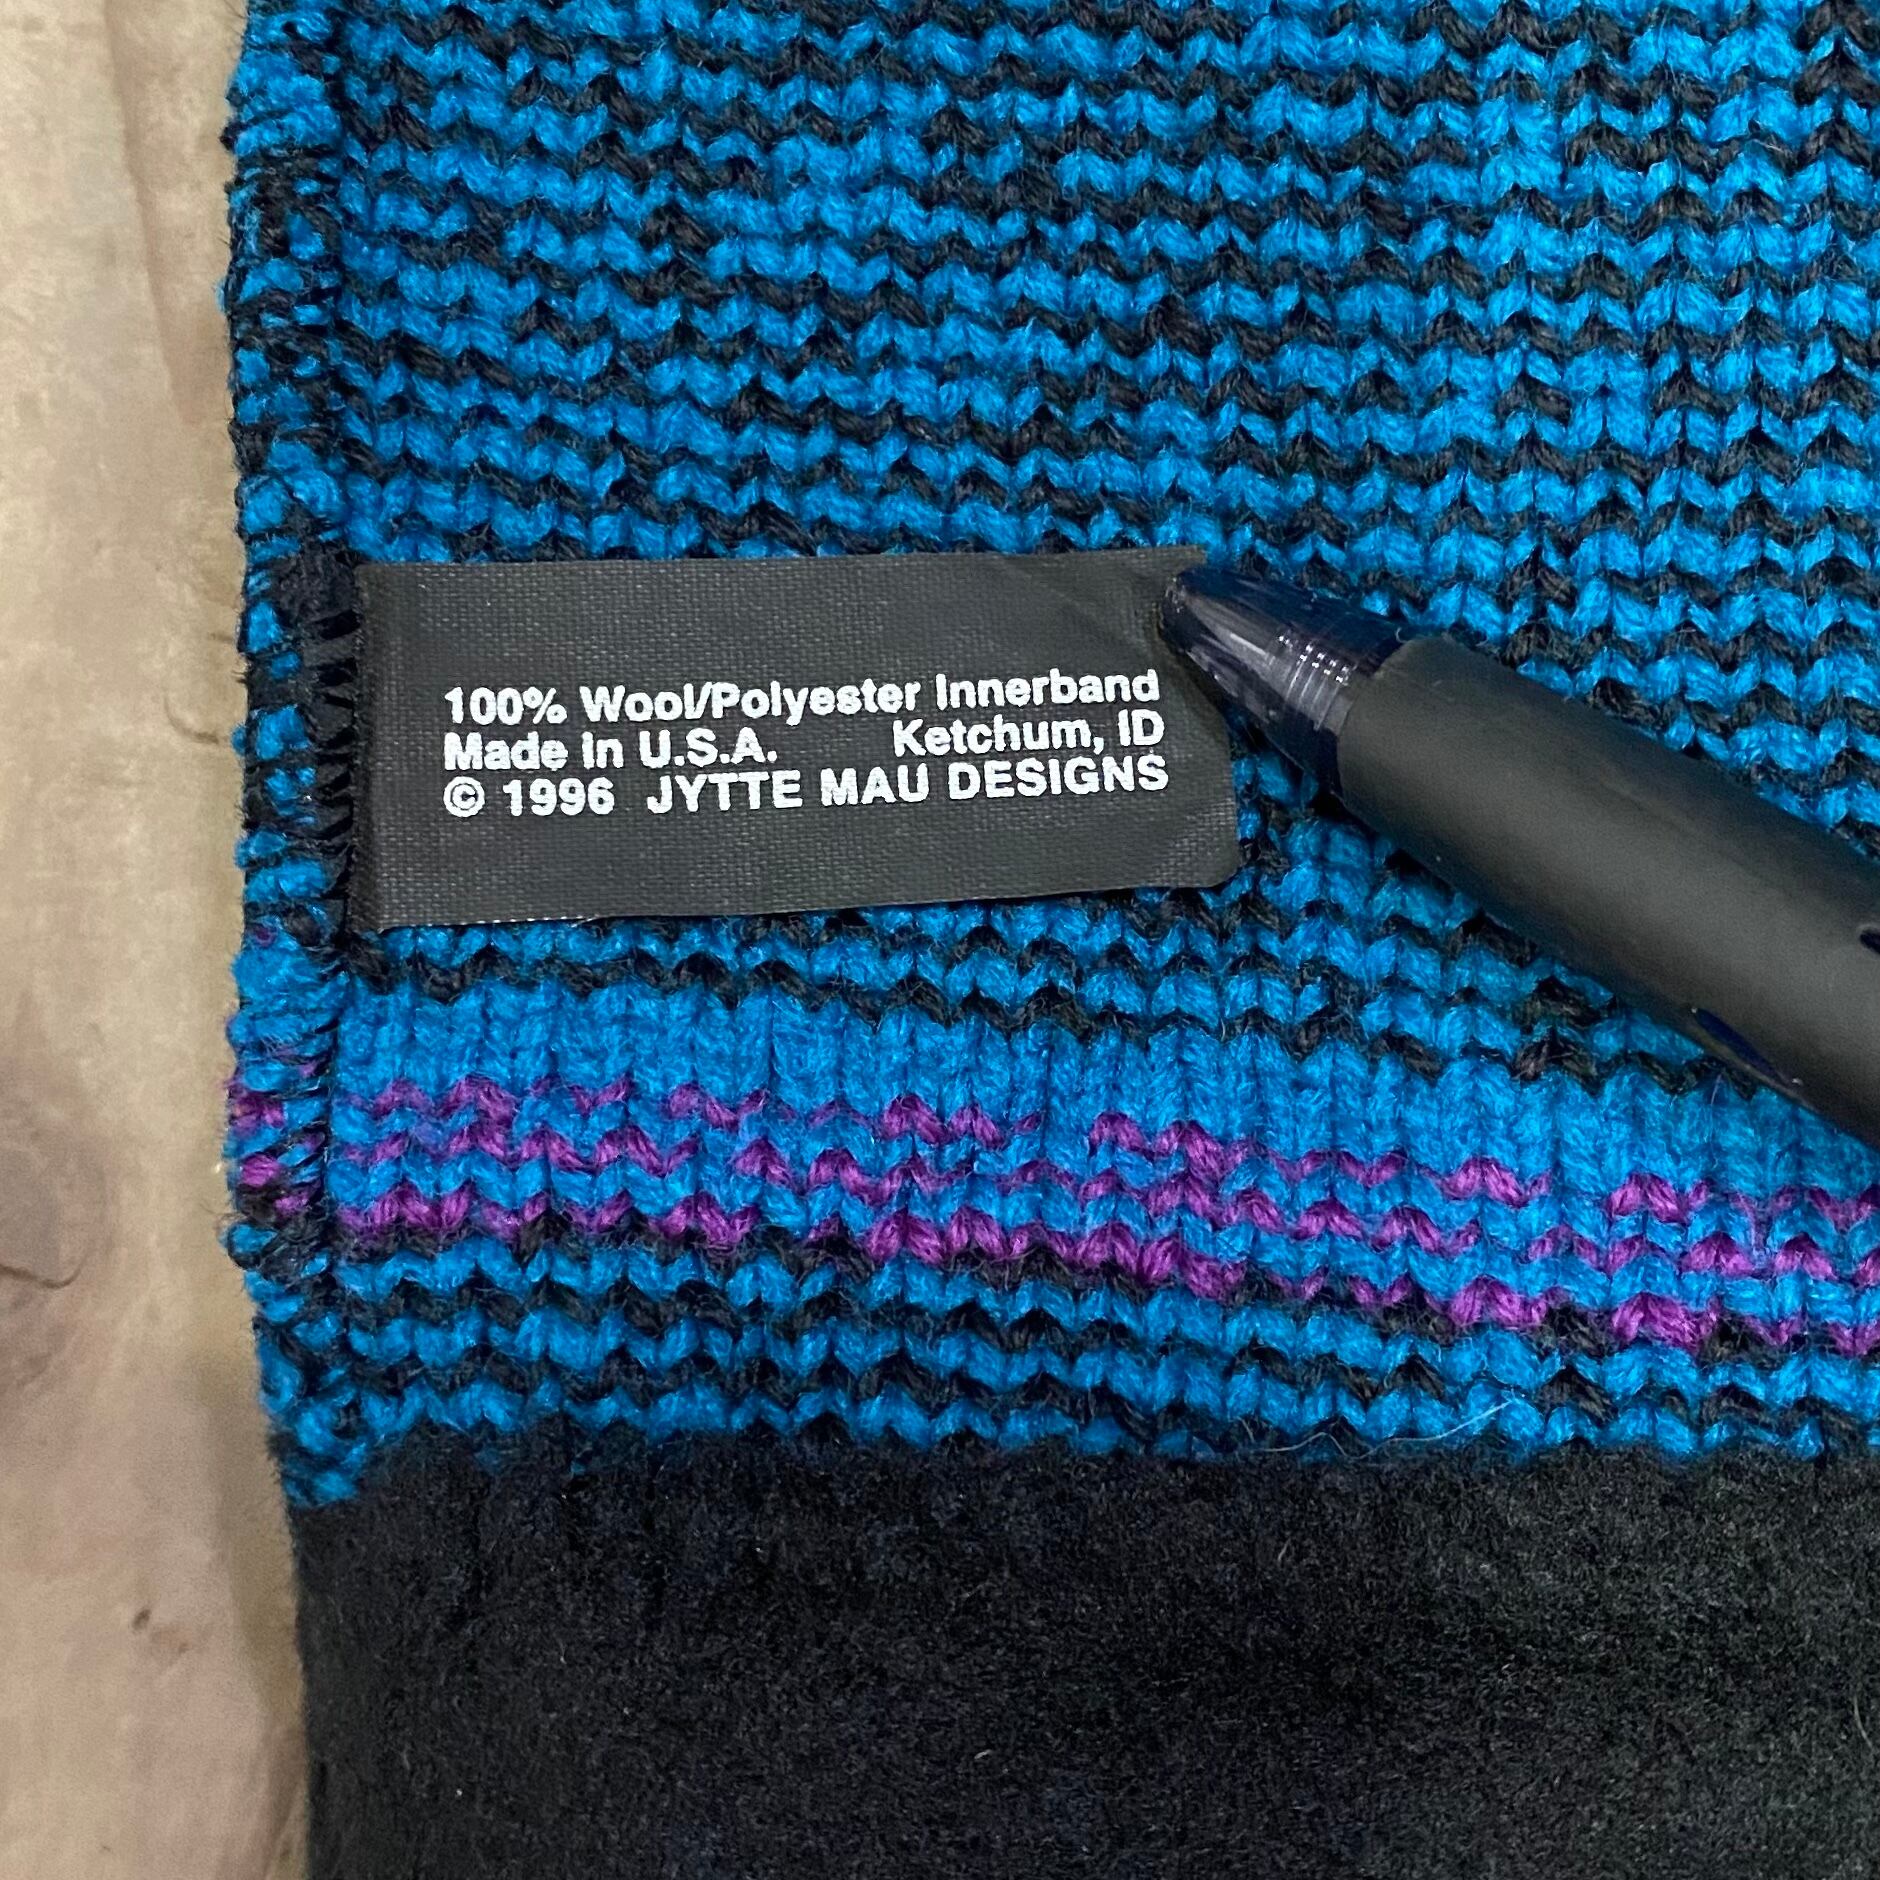 100% Wool/Polyester Innerband
Made in U.S.A. Ketchum, ID
© 1996 JYTTE MAU DESIGNS